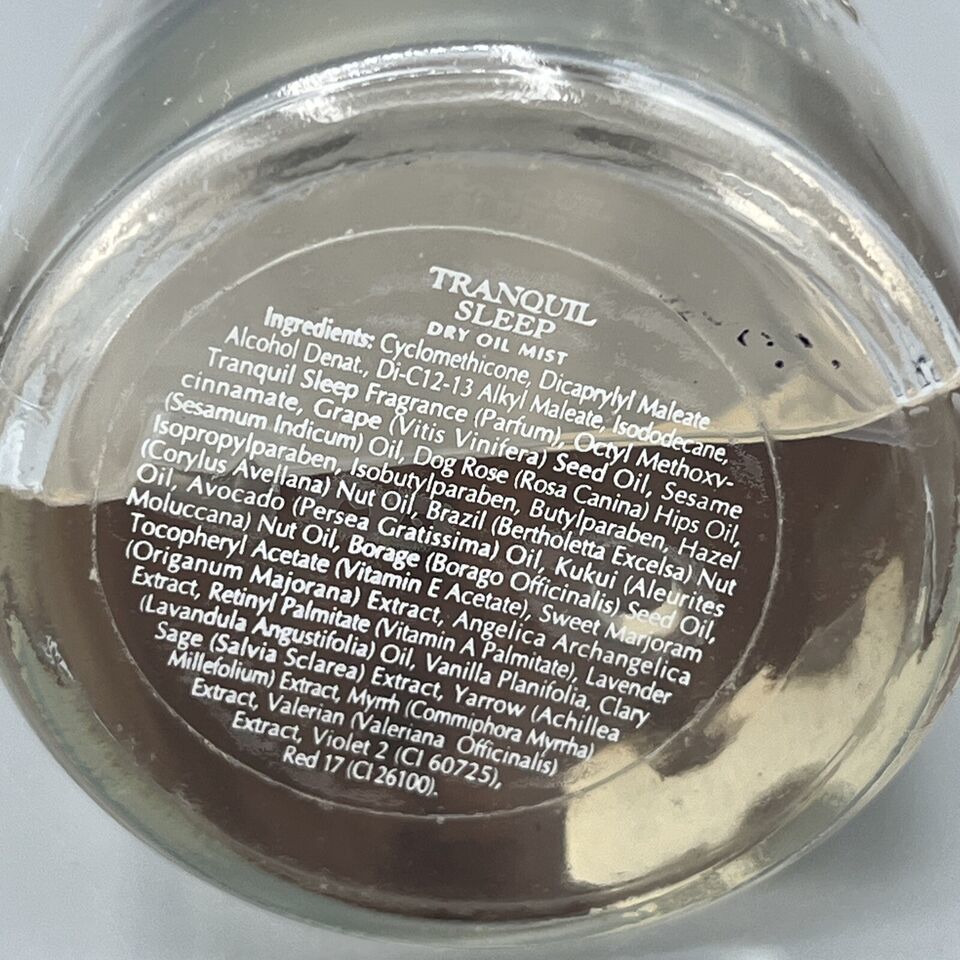 TRANQUIL
SLEEP
DRY OIL MIST
Ingredients: Cyclomethicone, Dicaprylyl Maleate
Alcohol Denat., Di-C12-13 Alkyl Maleate, Isododecane,
Tranquil Sleep Fragrance (Parfum), Octyl Methoxy-
cinnamate, Grape (Vitis Vinifera) Seed Oil, Sesame
(Sesamum Indicum) Oil, Dog Rose (Rosa Canina) Hips Oil,
Isopropylparaben, Isobutylparaben, Butylparaben, Hazel
(Corylus Avellana) Nut Oil, Brazil (Bertholetta Excelsa) Nut
Oil, Avocado (Persea Gratissima) Oil, Kukui (Aleurites
Moluccana) Nut Oil, Borage (Borago Officinalis) Seed Oil,
Tocopheryl Acetate (Vitamin E Acetate), Sweet Marjoram
(Origanum Majorana) Extract, Angelica Archangelica
Extract, Retinyl Palmitate (Vitamin A Palmitate), Lavender
(Lavandula Angustifolia) Oil, Vanilla Planifolia, Clary
Sage (Salvia Sclarea) Extract, Yarrow (Achillea
Millefolium) Extract, Myrrh (Commiphora Myrrha)
Extract, Valerian (Valeriana Officinalis)
Extract, Violet 2 (CI 60725),
Red 17 (CI 26100).